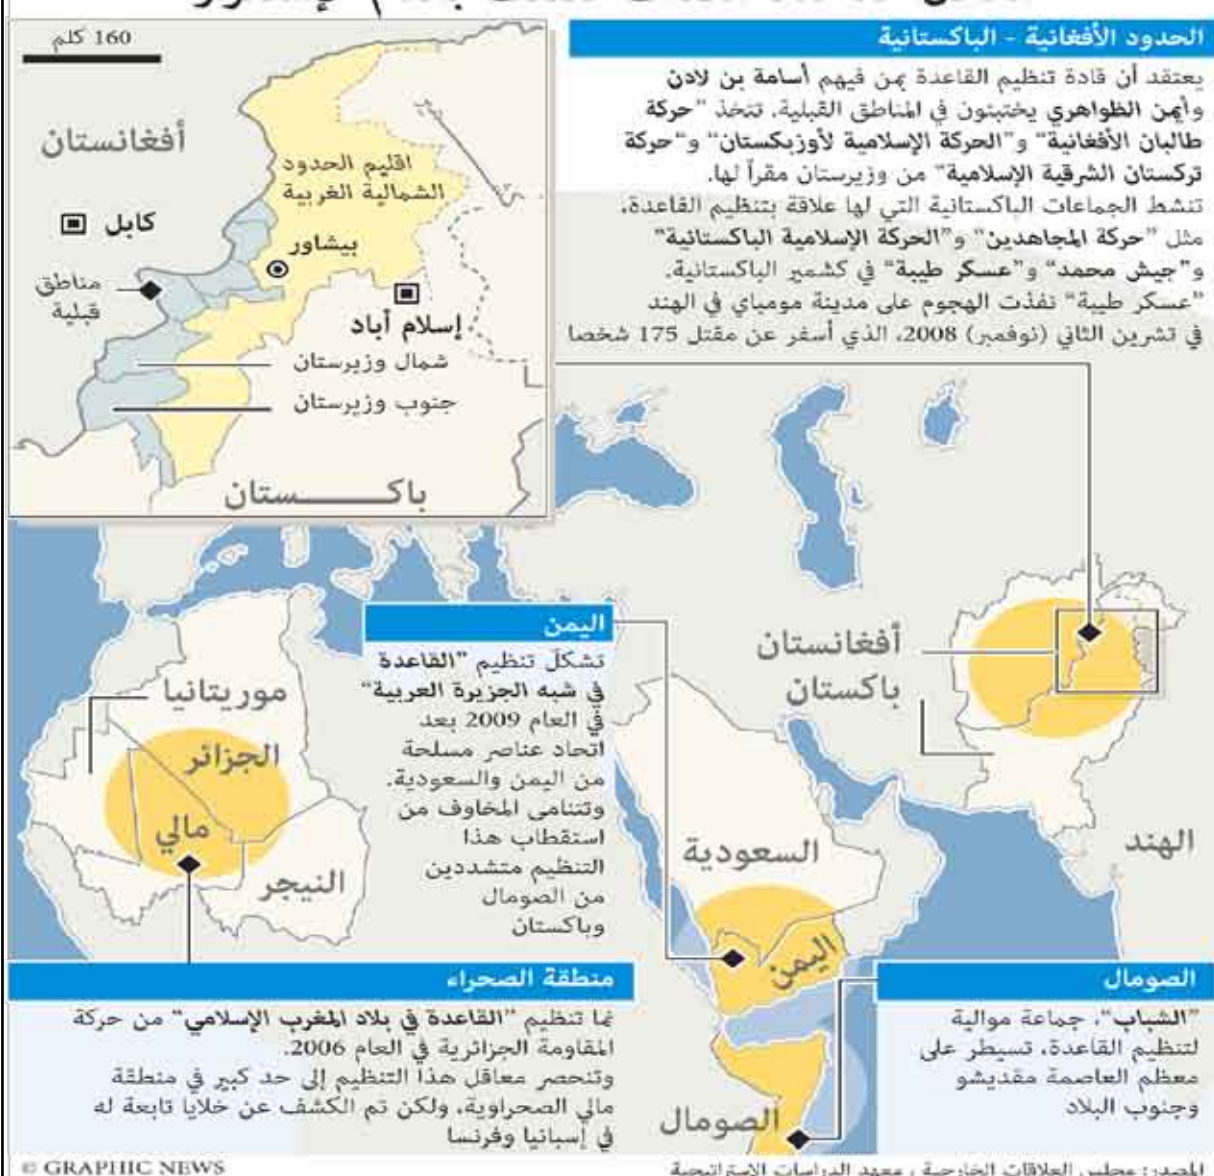 الحدود الأفغانية - الباكستانية
يعتقد أن قادة تنظيم القاعدة بمن فيهم أسامة بن لادن
وأيمن الظواهري يختبئون في المناطق القبلية. تتخذ "حركة
طالبان الأفغانية" و"الحركة الإسلامية لأوزبكستان" و"حركة
تركستان الشرقية الإسلامية" من وزيرستان مقراً لها.
تنشط الجماعات الباكستانية التي لها علاقة بتنظيم القاعدة،
مثل "حركة المجاهدين" و"الحركة الإسلامية الباكستانية"
و"جيش محمد" و"عسكر طيبة" في كشمير الباكستانية.
"عسكر طيبة" نفذت الهجوم على مدينة مومباي في الهند
في تشرين الثاني (نوفمبر) 2008، الذي أسفر عن مقتل 175 شخصا
160 كلم
أفغانستان
اقليم الحدود
الشمالية الغربية
كابل
بيشاور
مناطق
قبلية
إسلام آباد
شمال وزيرستان
جنوب وزيرستان
باكــــــستان
أفغانستان
باكستان
الهند
اليمن
تشكلّ تنظيم "القاعدة
في شبه الجزيرة العربية"
في العام 2009 بعد
اتحاد عناصر مسلحة
من اليمن والسعودية.
وتتنامى المخاوف من
استقطاب هذا
التنظيم متشددين
من الصومال
وباكستان
موريتانيا
الجزائر
مالي
النيجر
السعودية
اليمن
الصومال
الصومال
"الشباب"، جماعة موالية
لتنظيم القاعدة، تسيطر على
معظم العاصمة مقديشو
وجنوب البلاد
منطقة الصحراء
نما تنظيم "القاعدة في بلاد المغرب الإسلامي" من حركة
المقاومة الجزائرية في العام 2006.
وتنحصر معاقل هذا التنظيم إلى حد كبير في منطقة
مالي الصحراوية، ولكن تم الكشف عن خلايا تابعة له
في إسبانيا وفرنسا
المصدر: مجلس العلاقات الخارجية ، معهد الدراسات الاستراتيجية
© GRAPHIC NEWS